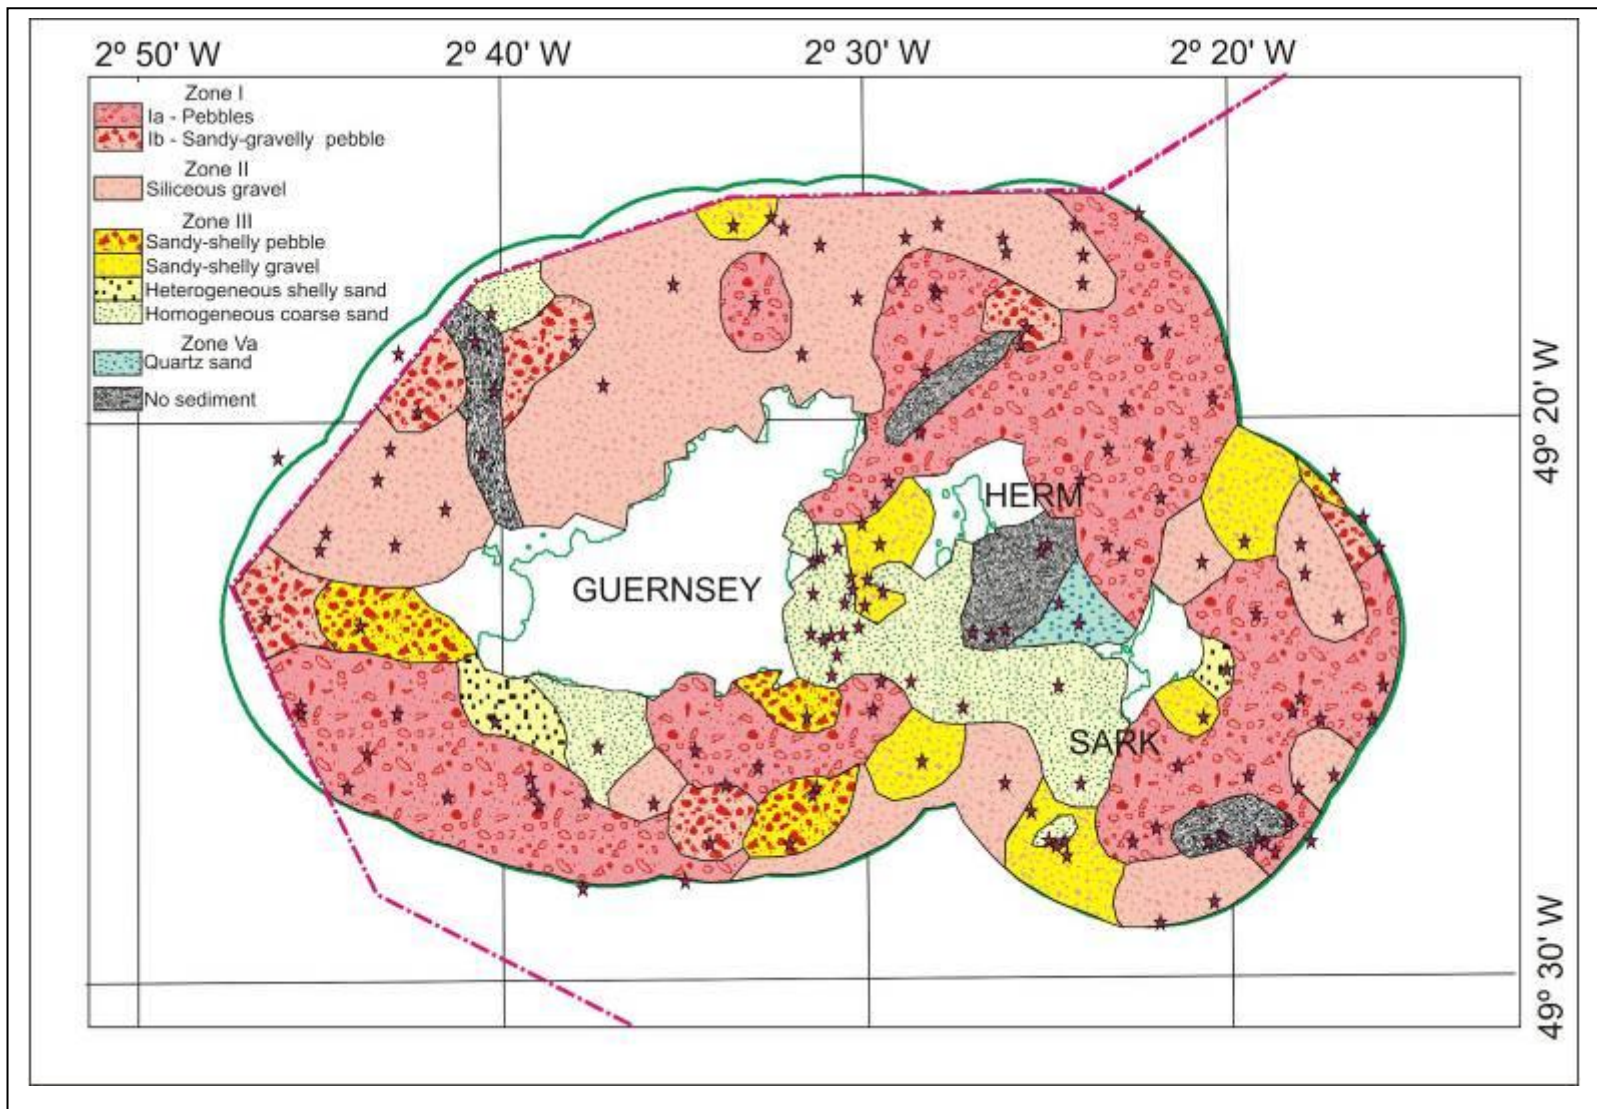 2º 50' W
2º 40' W
2º 30' W
2º 20' W
Zone I
Ia - Pebbles
Ib - Sandy-gravelly pebble
Zone II
Siliceous gravel
Zone III
Sandy-shelly pebble
Sandy-shelly gravel
Heterogeneous shelly sand
Homogeneous coarse sand
Zone Va
Quartz sand
No sediment
49º 20' W
HERM
GUERNSEY
SARK
49º 30' W